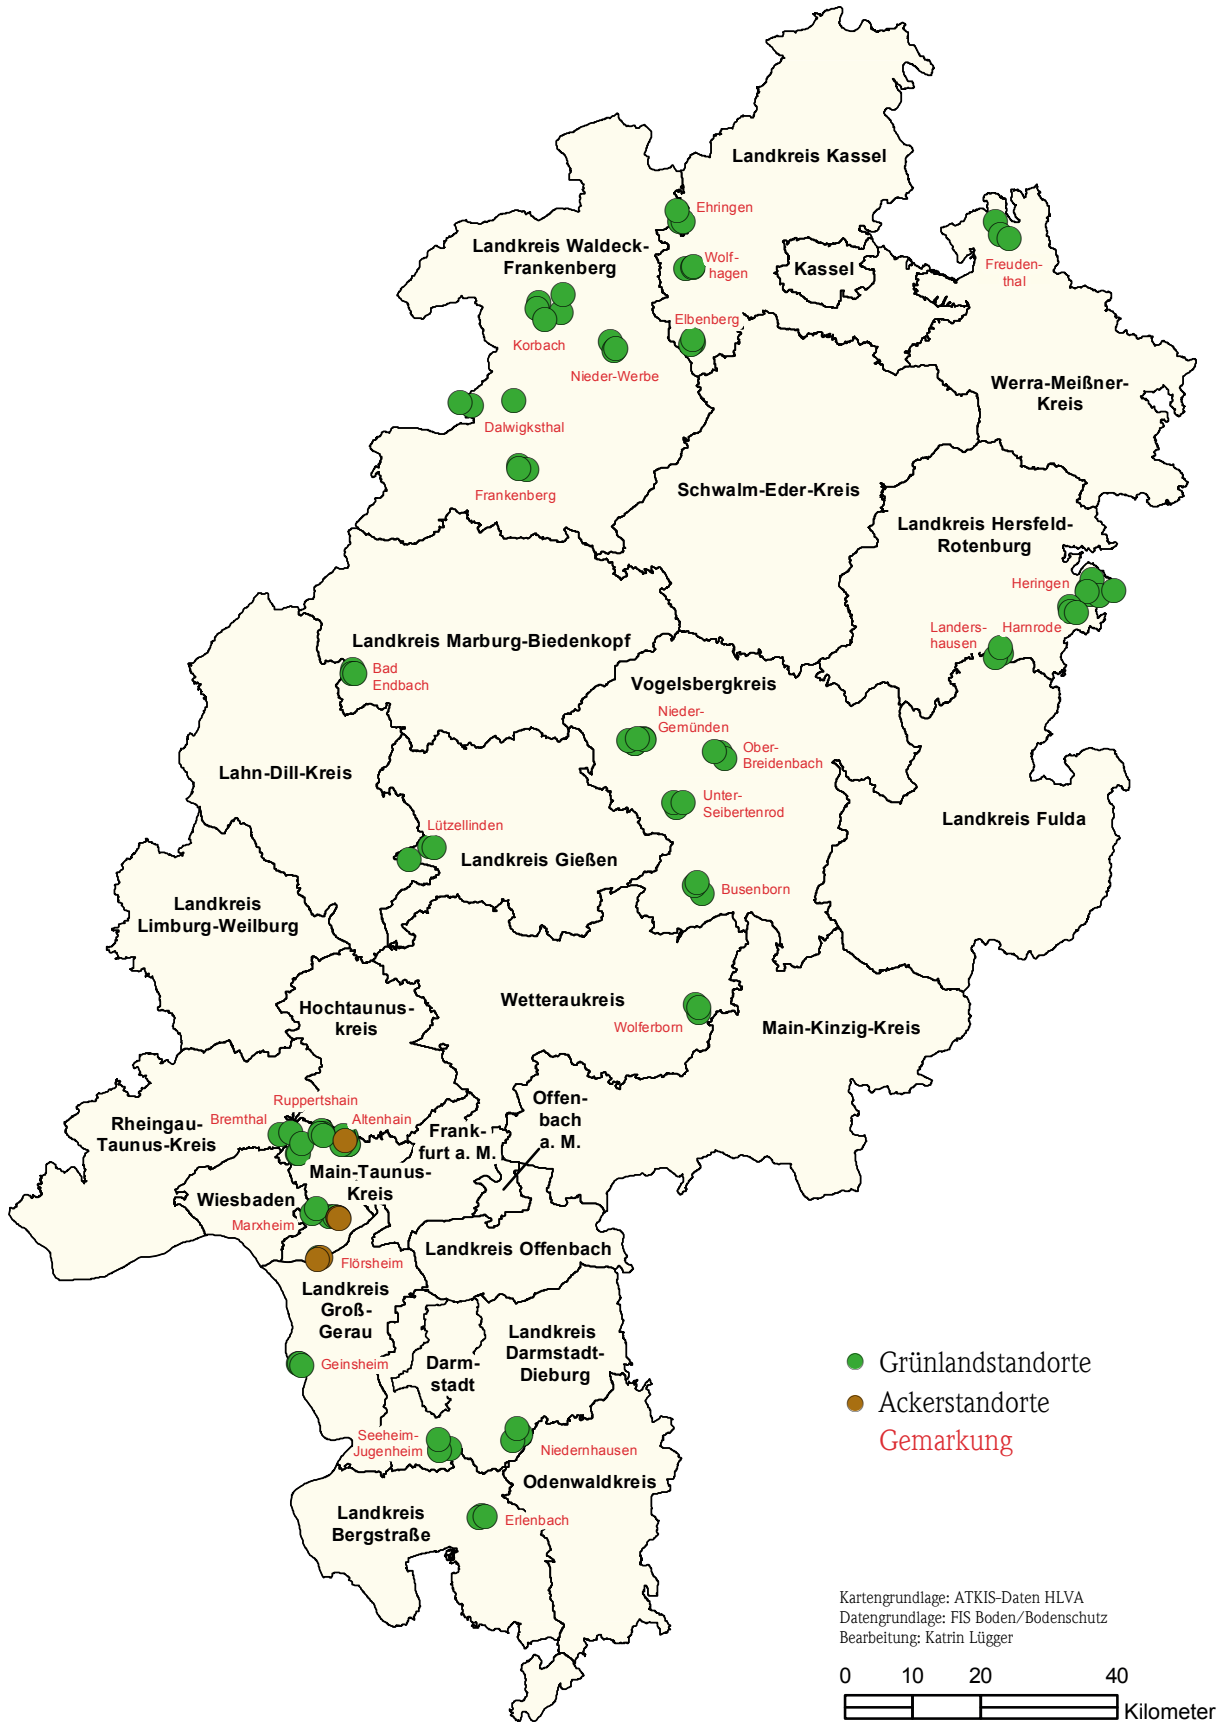 Landkreis Kassel
Ehringen
Landkreis Waldeck-
Frankenberg
Wolf-
hagen
Kassel
Freuden-
thal
Elbenberg
Korbach
Nieder-Werbe
Werra-Meißner-
Kreis
Dalwigksthal
Frankenberg
Schwalm-Eder-Kreis
Landkreis Hersfeld-
Rotenburg
Heringen
Landers-
hausen
Harnrode
Landkreis Marburg-Biedenkopf
Bad
Endbach
Vogelsbergkreis
Nieder-
Gemünden
Ober-
Breidenbach
Lahn-Dill-Kreis
Unter-
Seibertenrod
Landkreis Fulda
Lützellinden
Landkreis Gießen
Busenborn
Landkreis
Limburg-Weilburg
Hochtaunus-
kreis
Wetteraukreis
Wolferborn
Main-Kinzig-Kreis
Ruppertshain
Bremthal
Altenhain
Rheingau-
Taunus-Kreis
Frank-
furt a. M.
Offen-
bach
a. M.
Main-Taunus-
Kreis
Wiesbaden
Marxheim
Flörsheim
Landkreis Offenbach
Landkreis
Groß-
Gerau
Geinsheim
Darm-
stadt
Landkreis
Darmstadt-
Dieburg
Seeheim-
Jugenheim
Niedernhausen
Odenwaldkreis
Landkreis
Bergstraße
Erlenbach
Grünlandstandorte
Ackerstandorte
Gemarkung
Kartengrundlage: ATKIS-Daten HLVA
Datengrundlage: FIS Boden/Bodenschutz
Bearbeitung: Katrin Lügger
0 10 20 40
Kilometer